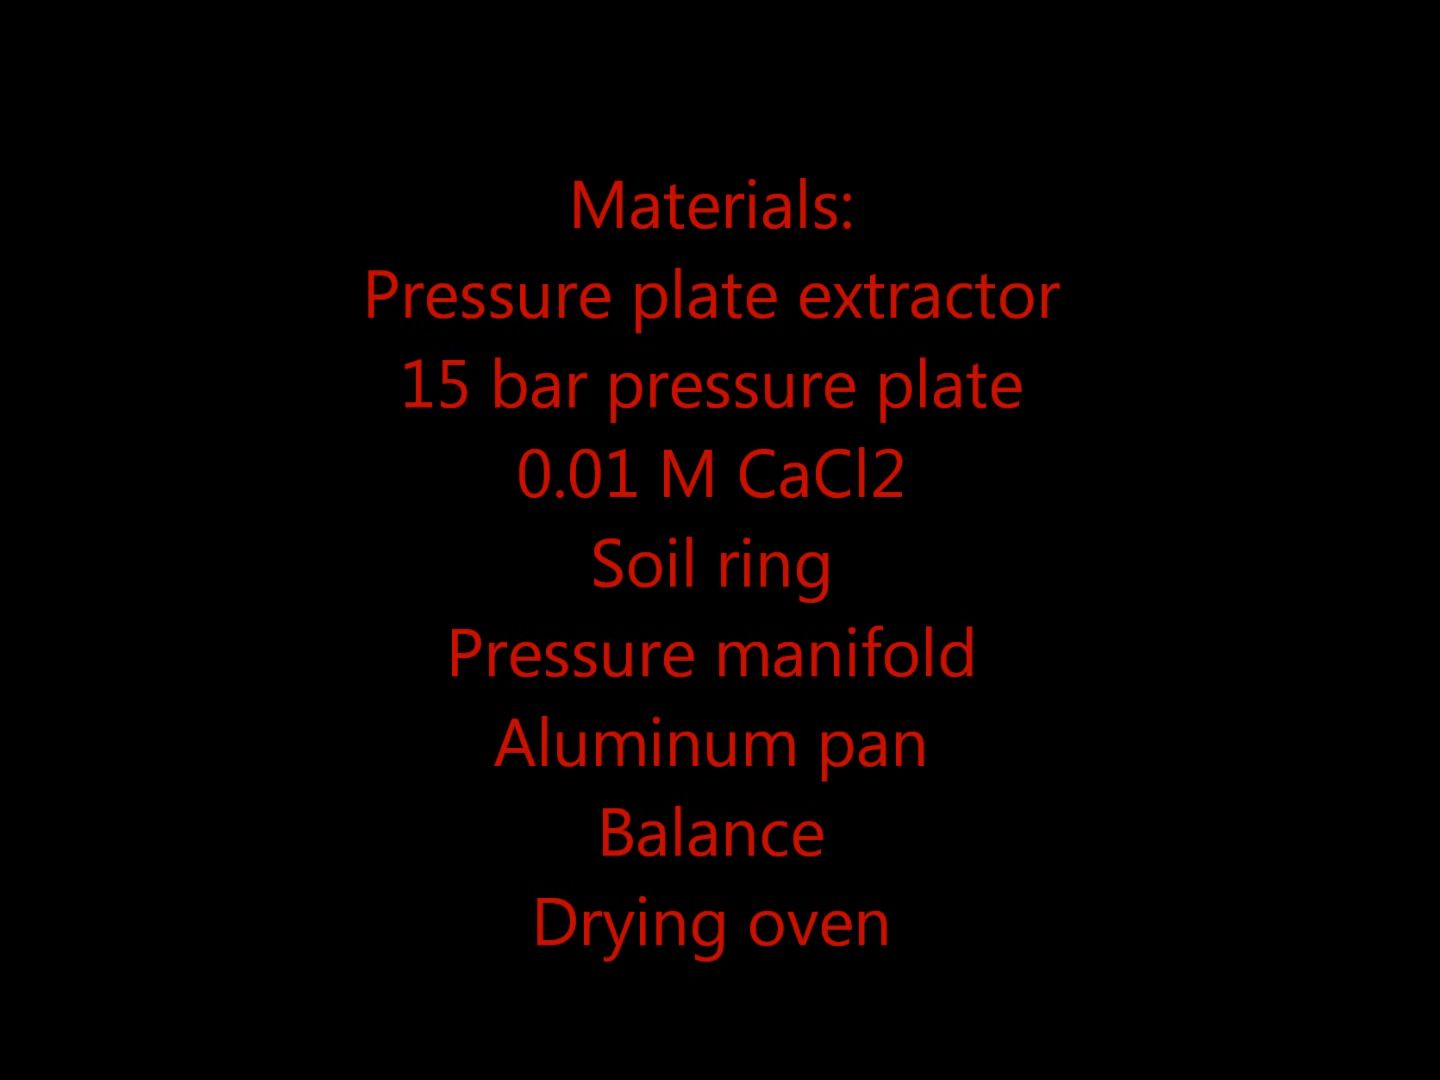 Materials:
Pressure plate extractor
15 bar pressure plate
0.01 M CaCl2
Soil ring
Pressure manifold
Aluminum pan
Balance
Drying oven